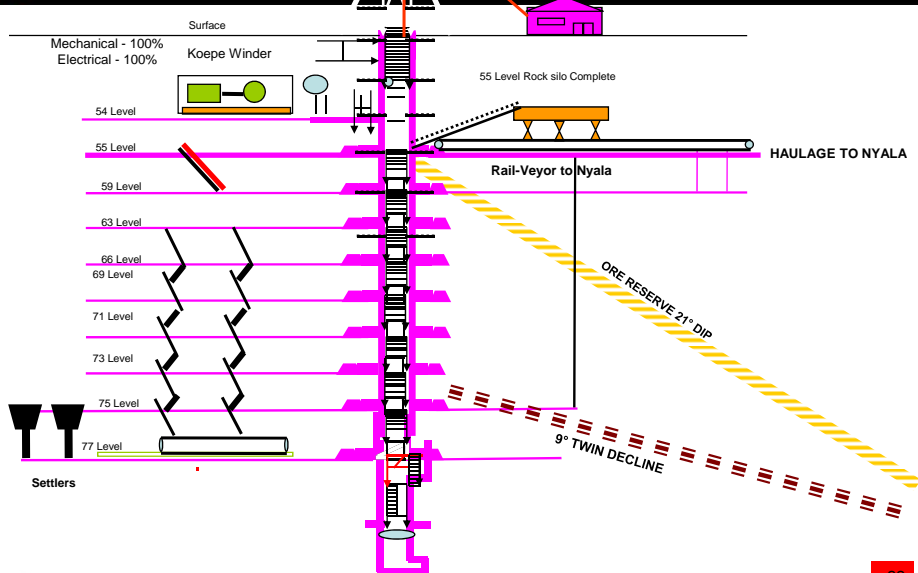 Surface
Mechanical - 100%
Electrical - 100%
Koepe Winder
55 Level Rock silo Complete
54 Level
55 Level
HAULAGE TO NYALA
Rail-Veyor to Nyala
59 Level
63 Level
66 Level
69 Level
ORE RESERVE 21° DIP
71 Level
73 Level
75 Level
77 Level
9° TWIN DECLINE
Settlers